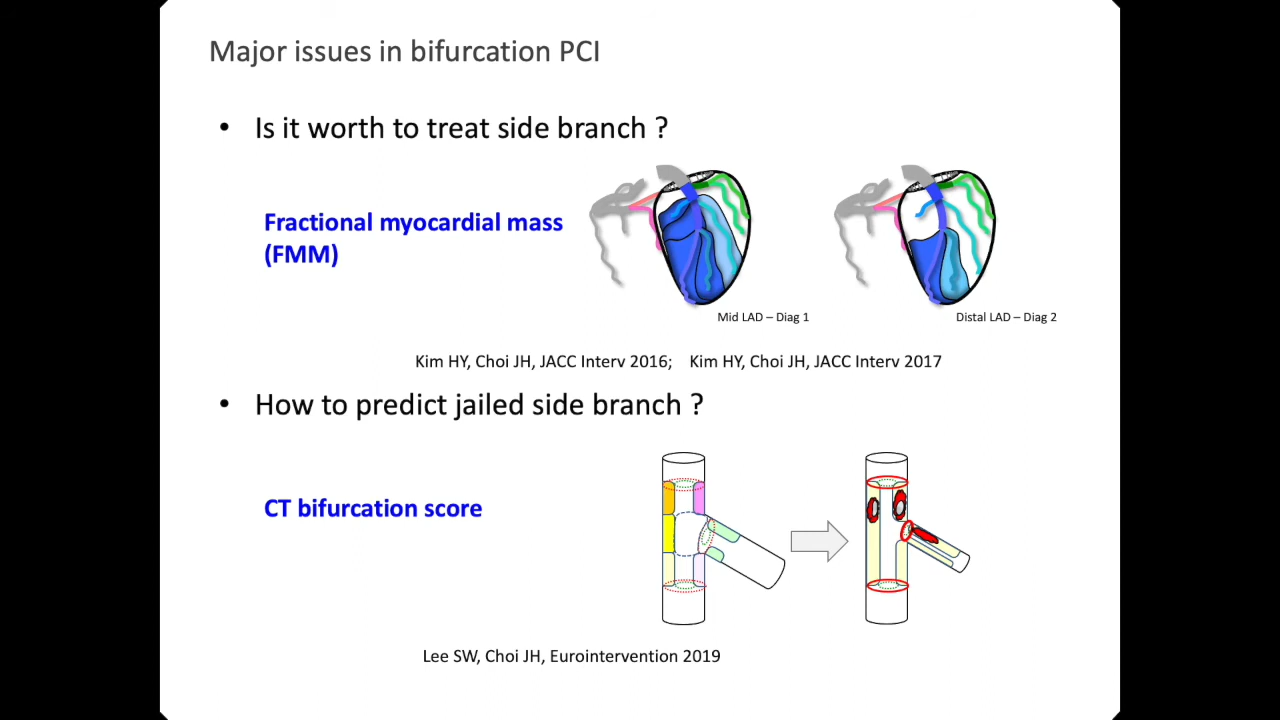 Major issues in bifurcation PCI
• Is it worth to treat side branch ?
Fractional myocardial mass
(FMM)
Mid LAD – Diag 1
Distal LAD – Diag 2
Kim HY, Choi JH, JACC Interv 2016; Kim HY, Choi JH, JACC Interv 2017
• How to predict jailed side branch ?
CT bifurcation score
Lee SW, Choi JH, Eurointervention 2019